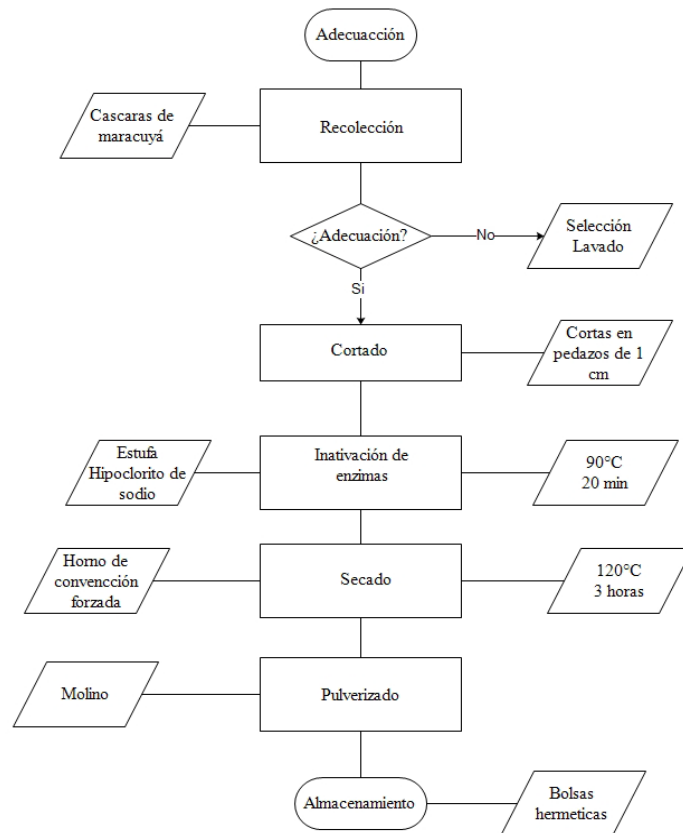 Adecuacción
Cascaras de
maracuyá
Recolección
¿Adecuación?
No
Selección
Lavado
Si
Cortado
Cortas en
pedazos de 1
cm
Estufa
Hipoclorito de
sodio
Inativación de
enzimas
90°C
20 min
Horno de
convencción
forzada
Secado
120°C
3 horas
Molino
Pulverizado
Almacenamiento
Bolsas
hermeticas